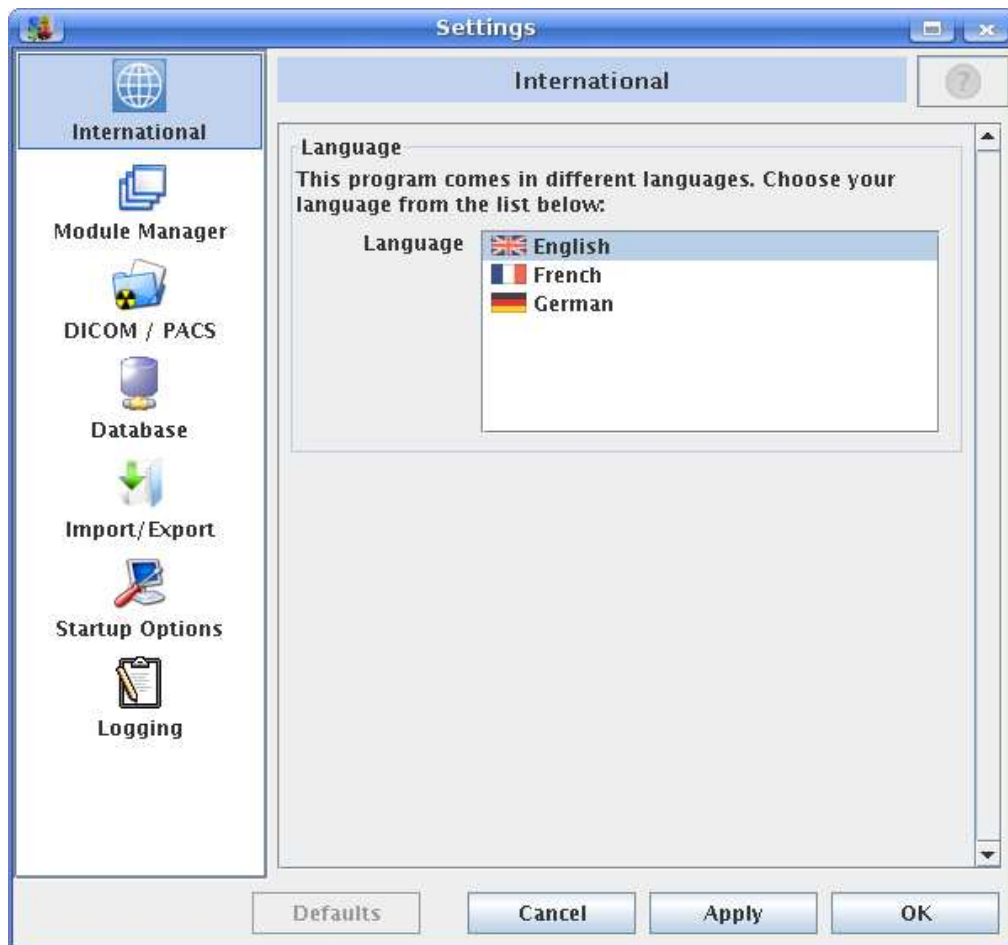 Settings
International
Module Manager
DICOM / PACS
Database
Import/Export
Startup Options
Logging
International
?
Language
This program comes in different languages. Choose your
language from the list below:
Language
English
French
German
Defaults
Cancel
Apply
OK